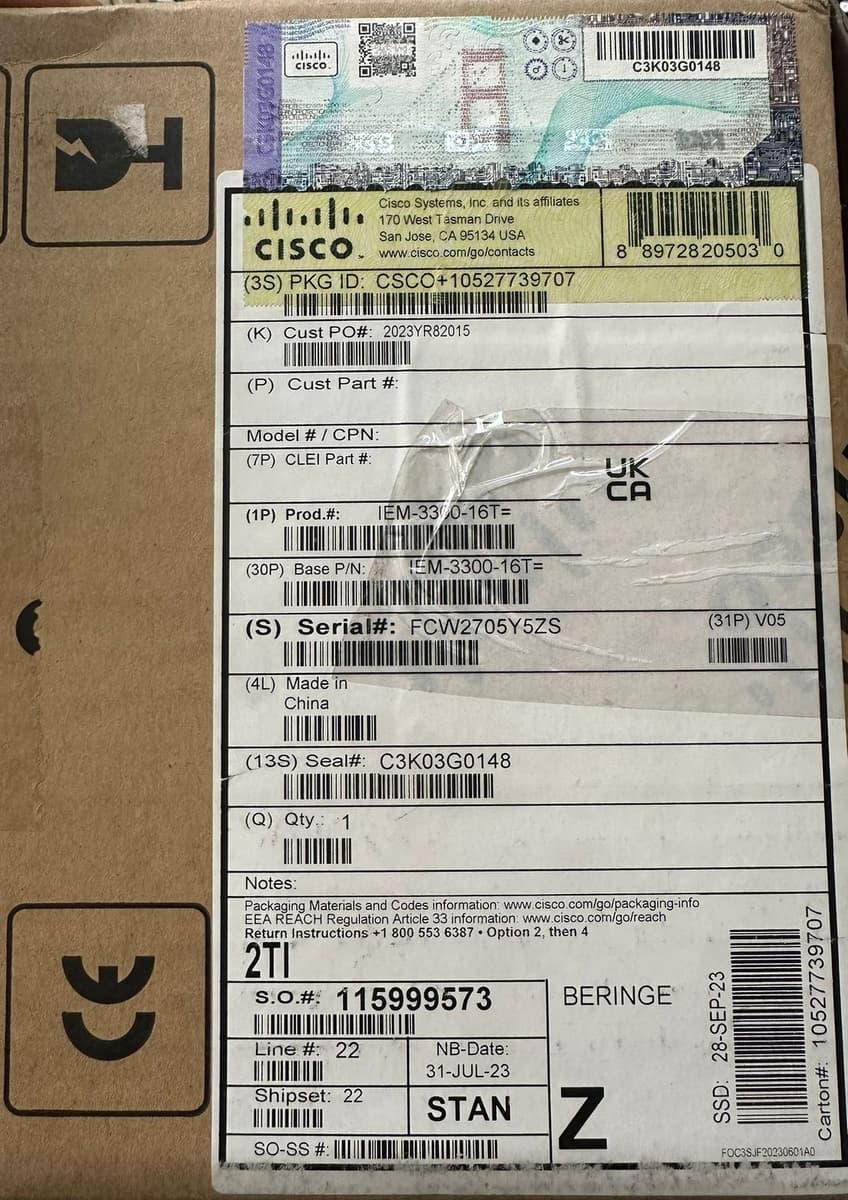 C3K03G0148
CISCO
C3K03G0148
CISCO
Cisco Systems, Inc. and its affiliates
170 West Tasman Drive
San Jose, CA 95134 USA
www.cisco.com/go/contacts
8 8972820503 0
(3S) PKG ID: CSCO+10527739707
(K) Cust PO#: 2023YR82015
(P) Cust Part #:
Model # / CPN:
(7P) CLEI Part #:
UK
CA
(1P) Prod.#: IEM-3300-16T=
(30P) Base P/N: IEM-3300-16T=
(S) Serial#: FCW2705Y5ZS
(31P) V05
(4L) Made in
China
(13S) Seal#: C3K03G0148
(Q) Qty.: 1
Notes:
Packaging Materials and Codes information: www.cisco.com/go/packaging-info
EEA REACH Regulation Article 33 information: www.cisco.com/go/reach
Return Instructions +1 800 553 6387 • Option 2, then 4
2TI
S.O.#: 115999573
BERINGE
Line #: 22
NB-Date:
31-JUL-23
Shipset: 22
STAN
Z
SO-SS #:
SSD: 28-SEP-23
Carton#: 10527739707
FOC3SJF20230601A0
CE